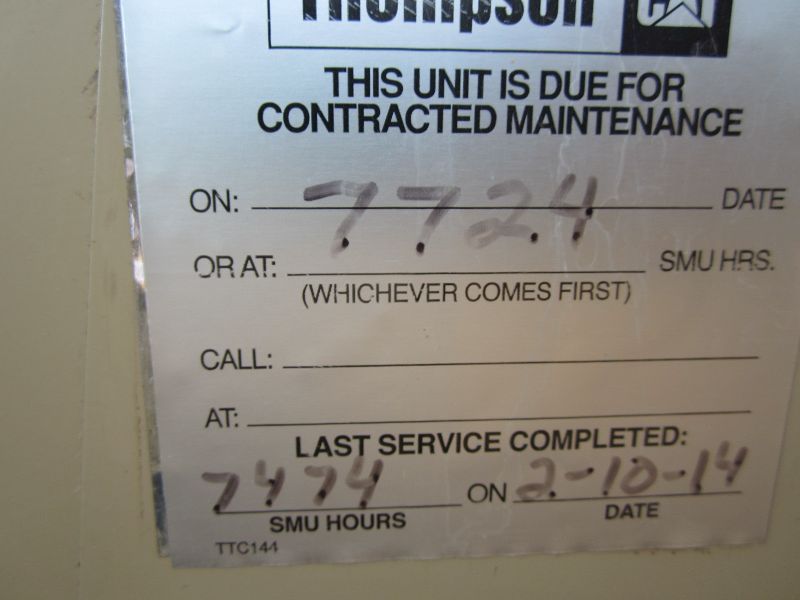 Thompson CAT
THIS UNIT IS DUE FOR
CONTRACTED MAINTENANCE
ON: 7724 DATE
OR AT: SMU HRS.
(WHICHEVER COMES FIRST)
CALL:
AT:
LAST SERVICE COMPLETED:
7474 ON 2-10-14
SMU HOURS DATE
TTC144